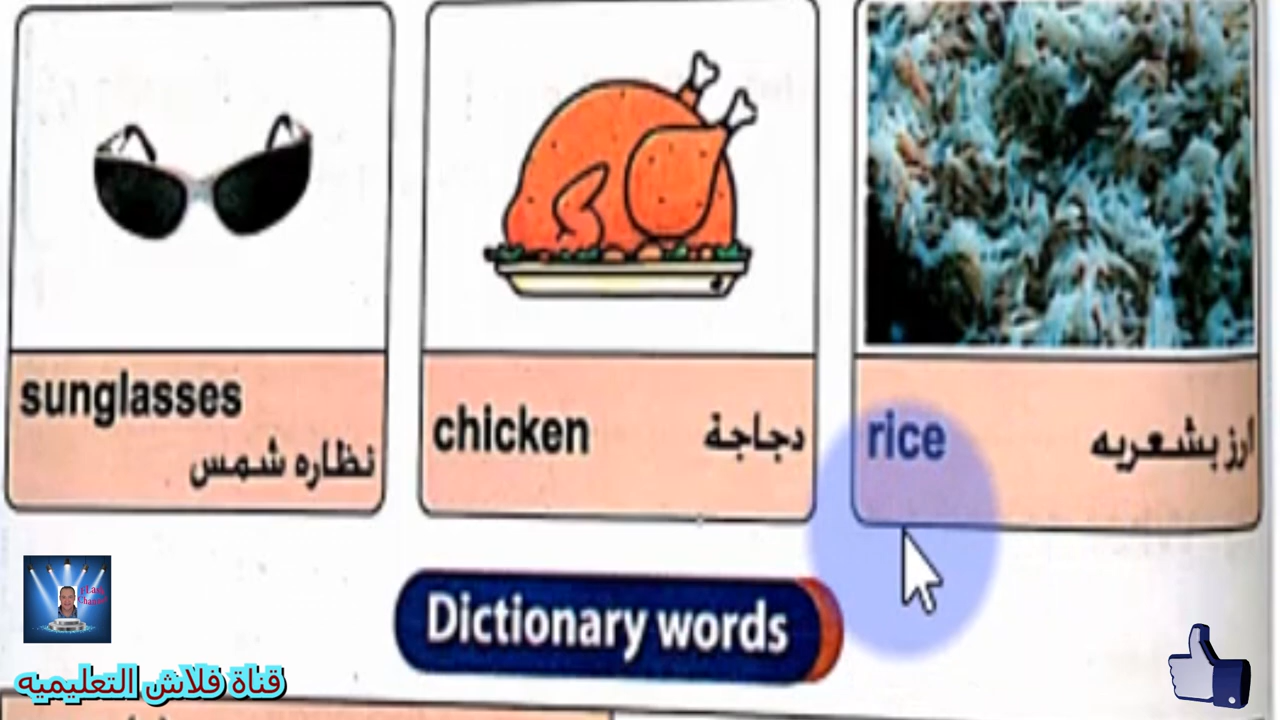 sunglasses
نظاره شمس
chicken دجاجة
rice ارز بشعريه
Dictionary words
قناة فلاش التعليميه